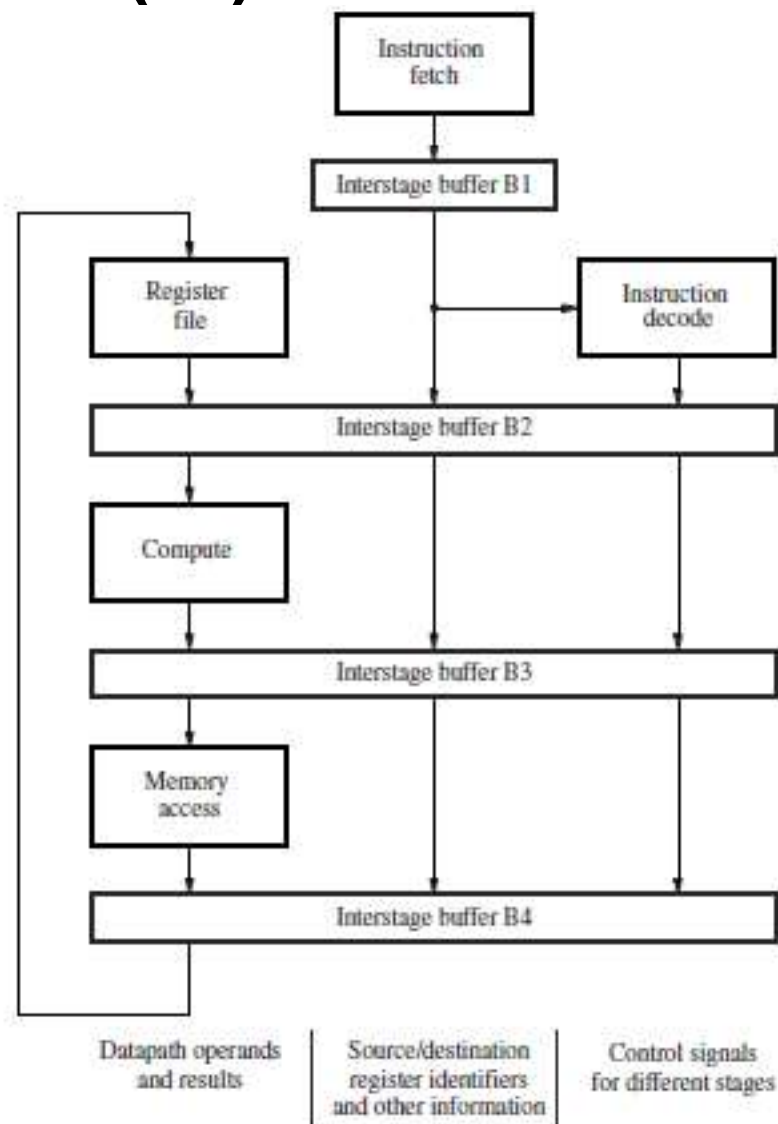 Instruction
fetch
Interstage buffer B1
Register
file
Instruction
decode
Interstage buffer B2
Compute
Interstage buffer B3
Memory
access
Interstage buffer B4
Datapath operands
and results
Source/destination
register identifiers
and other information
Control signals
for different stages